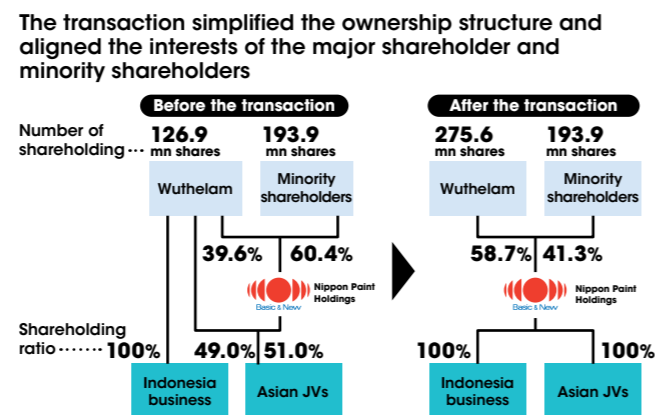 The transaction simplified the ownership structure and
aligned the interests of the major shareholder and
minority shareholders
Before the transaction
After the transaction
Number of
shareholding
126.9
mn shares
193.9
mn shares
275.6
mn shares
193.9
mn shares
Wuthelam
Minority
shareholders
Wuthelam
Minority
shareholders
39.6% 60.4%
58.7% 41.3%
Basic & New
Nippon Paint
Holdings
Basic & New
Nippon Paint
Holdings
Shareholding
ratio
100% 49.0% 51.0%
100% 100%
Indonesia
business
Asian JVs
Indonesia
business
Asian JVs